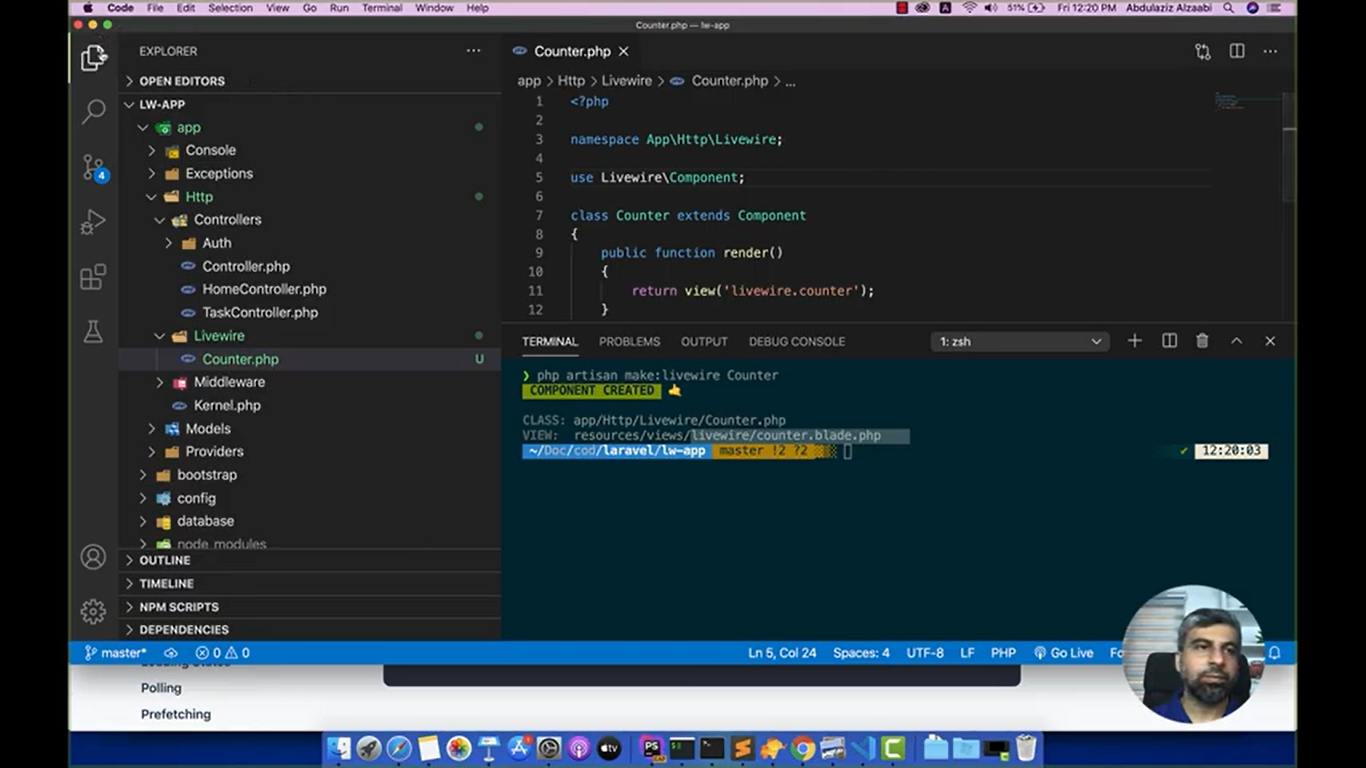 Code File Edit Selection View Go Run Terminal Window Help 51% Fri 12:20 PM Abdulaziz Alzaabi
Counter.php — lw-app
EXPLORER
OPEN EDITORS
LW-APP
app
Console
Exceptions
Http
Controllers
Auth
Controller.php
HomeController.php
TaskController.php
Livewire
Counter.php U
Middleware
Kernel.php
Models
Providers
bootstrap
config
database
node_modules
OUTLINE
TIMELINE
NPM SCRIPTS
DEPENDENCIES
4
Counter.php
app > Http > Livewire > Counter.php > ...
1 <?php
2
3 namespace App\Http\Livewire;
4
5 use Livewire\Component;
6
7 class Counter extends Component
8 {
9 public function render()
10 {
11 return view('livewire.counter');
12 }
TERMINAL PROBLEMS OUTPUT DEBUG CONSOLE 1: zsh
❯ php artisan make:livewire Counter
COMPONENT CREATED 🤙
CLASS: app/Http/Livewire/Counter.php
VIEW: resources/views/livewire/counter.blade.php
~/Doc/cod/laravel/lw-app master !2 ?2 ✔ 12:20:03
master* 0 0 Ln 5, Col 24 Spaces: 4 UTF-8 LF PHP Go Live
Polling
Prefetching
PS